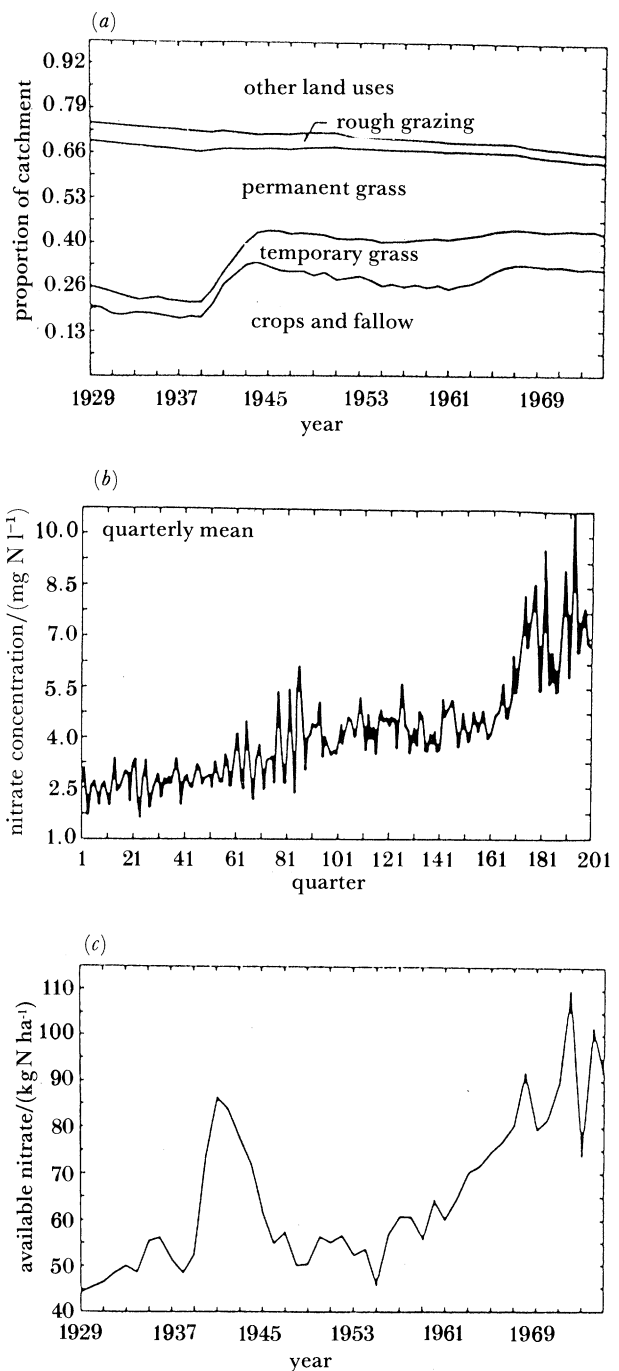 (a)
0.92
0.79
0.66
0.53
0.40
0.26
0.13
proportion of catchment
other land uses
rough grazing
permanent grass
temporary grass
crops and fallow
1929 1937 1945 1953 1961 1969
year
(b)
quarterly mean
10.0
8.5
7.0
5.5
4.0
2.5
1.0
nitrate concentration/(mg N l⁻¹)
1 21 41 61 81 101 121 141 161 181 201
quarter
(c)
110
100
90
80
70
60
50
40
available nitrate/(kg N ha⁻¹)
1929 1937 1945 1953 1961 1969
year